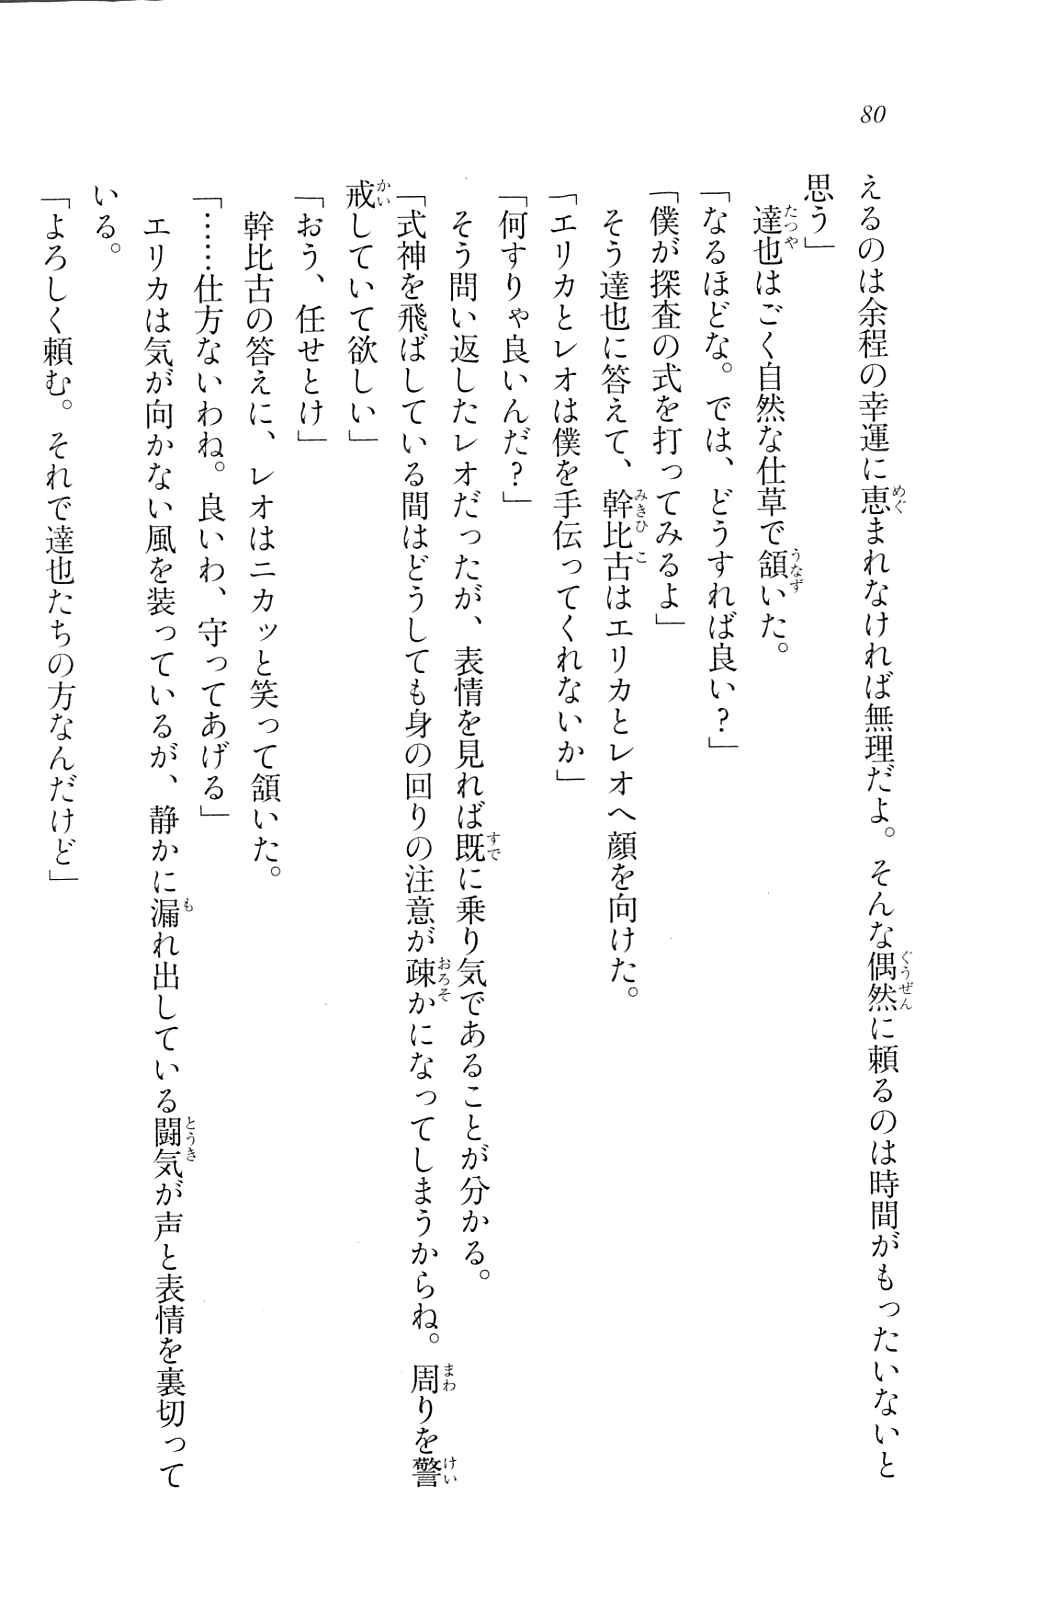 80
えるのは余程の幸運に恵まれなければ無理だよ。そんな偶然に頼るのは時間がもったいないと
思う」
達也はごく自然な仕草で頷いた。
「なるほどな。では、どうすれば良い?」
「僕が探査の式を打ってみるよ」
そう達也に答えて、幹比古はエリカとレオへ顔を向けた。
「エリカとレオは僕を手伝ってくれないか」
「何すりゃ良いんだ?」
そう問い返したレオだったが、表情を見れば既に乗り気であることが分かる。
「式神を飛ばしている間はどうしても身の回りの注意が疎かになってしまうからね。周りを警
戒していて欲しい」
「おう、任せとけ」
幹比古の答えに、レオはニカッと笑って頷いた。
「……仕方ないわね。良いわ、守ってあげる」
エリカは気が向かない風を装っているが、静かに漏れ出している闘気が声と表情を裏切って
いる。
「よろしく頼む。それで達也たちの方なんだけど」